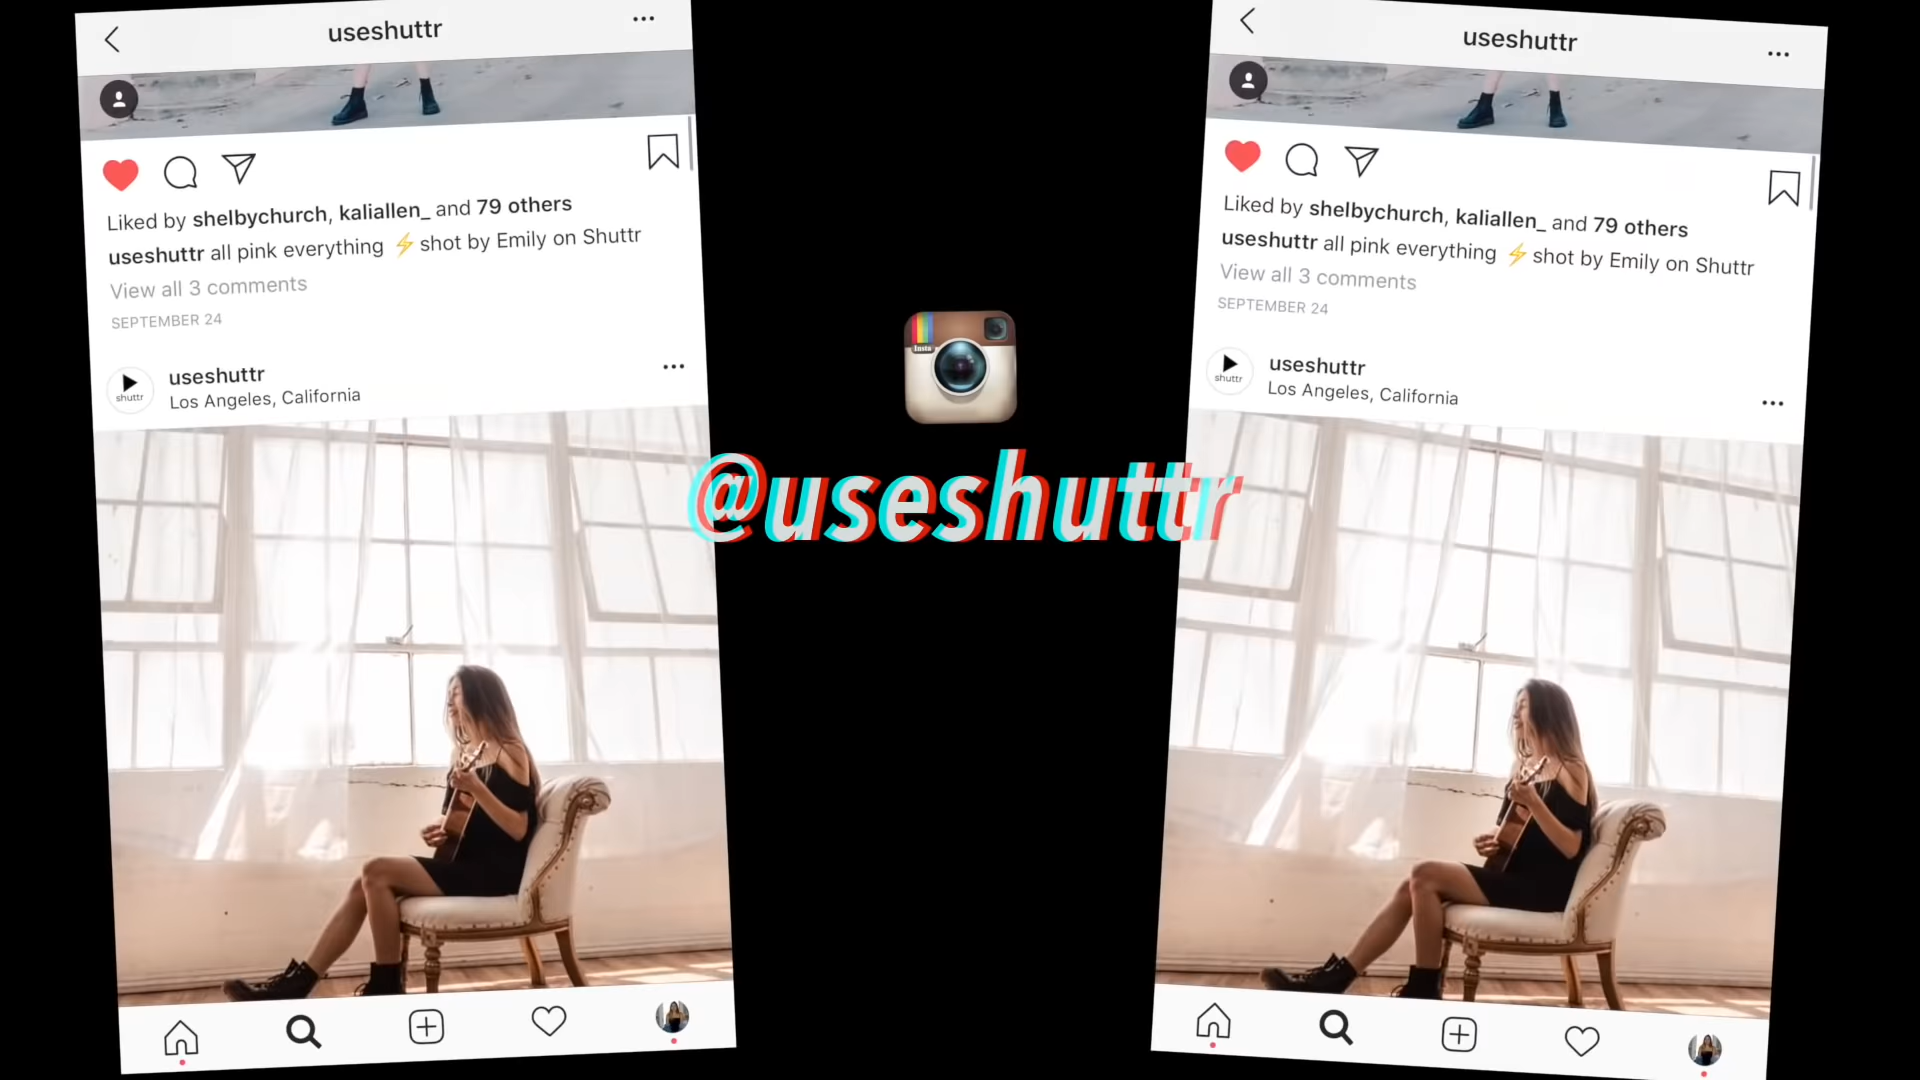 useshuttr
Liked by shelbychurch, kaliallen_ and 79 others
useshuttr all pink everything ⚡ shot by Emily on Shuttr
View all 3 comments
SEPTEMBER 24
shuttr
useshuttr
Los Angeles, California
Insta
@useshuttr
useshuttr
Liked by shelbychurch, kaliallen_ and 79 others
useshuttr all pink everything ⚡ shot by Emily on Shuttr
View all 3 comments
SEPTEMBER 24
shuttr
useshuttr
Los Angeles, California